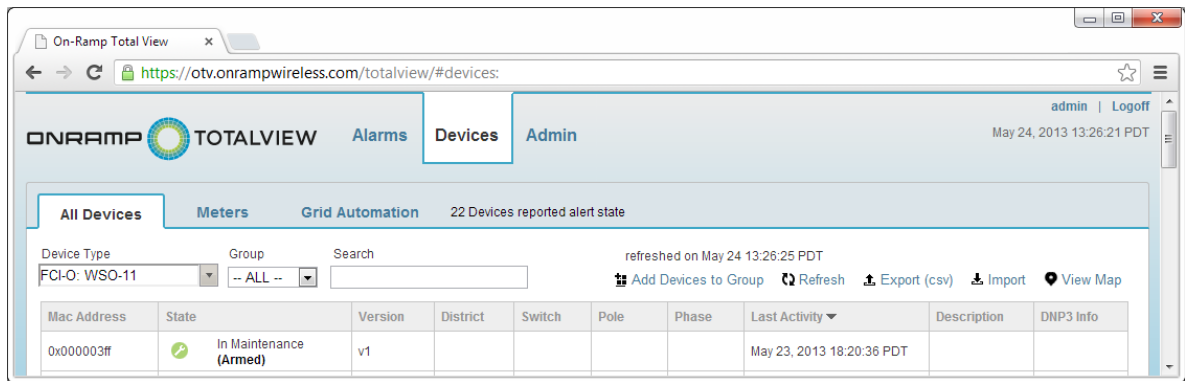 On-Ramp Total View
https://otv.onrampwireless.com/totalview/#devices:
admin | Logoff
ONRAMP TOTALVIEW Alarms Devices Admin May 24, 2013 13:26:21 PDT
All Devices Meters Grid Automation 22 Devices reported alert state
Device Type Group Search refreshed on May 24 13:26:25 PDT
FCI-O: WSO-11 -- ALL -- Add Devices to Group Refresh Export (csv) Import View Map
Mac Address State Version District Switch Pole Phase Last Activity Description DNP3 Info
0x000003ff In Maintenance v1 May 23, 2013 18:20:36 PDT
(Armed)